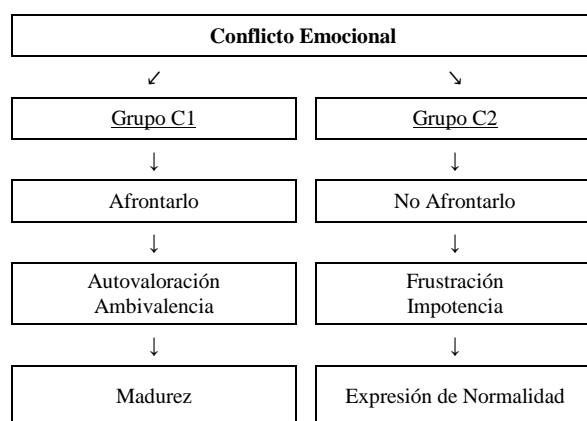 Conflicto Emocional
↙ ↘
Grupo C1 Grupo C2
↓ ↓
Afrontarlo No Afrontarlo
↓ ↓
Autovaloración Frustración
Ambivalencia Impotencia
↓ ↓
Madurez Expresión de Normalidad